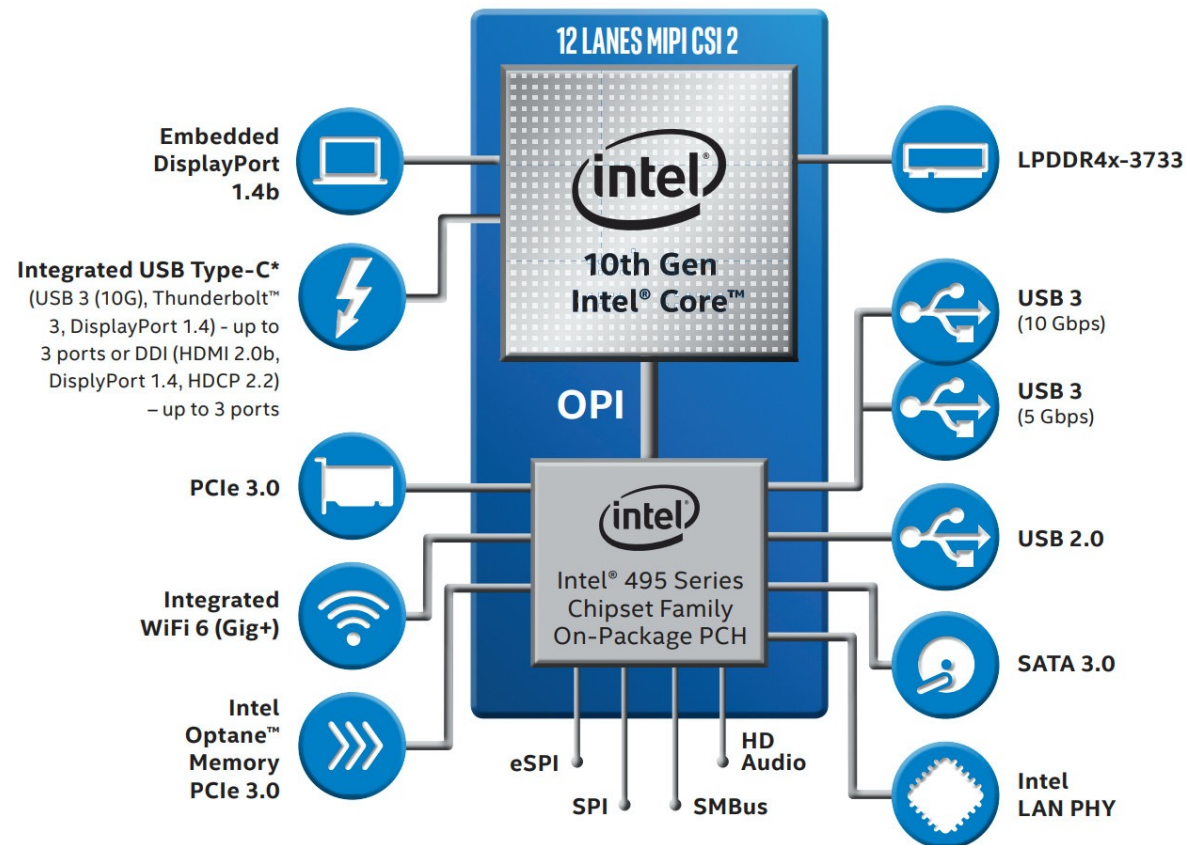 12 LANES MIPI CSI 2
Embedded
DisplayPort
1.4b
intel®
10th Gen
Intel® Core™
LPDDR4x-3733
Integrated USB Type-C*
(USB 3 (10G), Thunderbolt™
3, DisplayPort 1.4) - up to
3 ports or DDI (HDMI 2.0b,
DisplyPort 1.4, HDCP 2.2)
– up to 3 ports
USB 3
(10 Gbps)
USB 3
(5 Gbps)
OPI
PCIe 3.0
intel®
Intel® 495 Series
Chipset Family
On-Package PCH
USB 2.0
Integrated
WiFi 6 (Gig+)
SATA 3.0
Intel
Optane™
Memory
PCIe 3.0
eSPI
SPI
SMBus
HD
Audio
Intel
LAN PHY